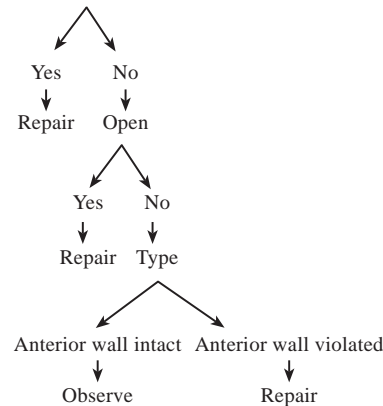 Yes No
Repair Open
Yes No
Repair Type
Anterior wall intact Anterior wall violated
Observe Repair